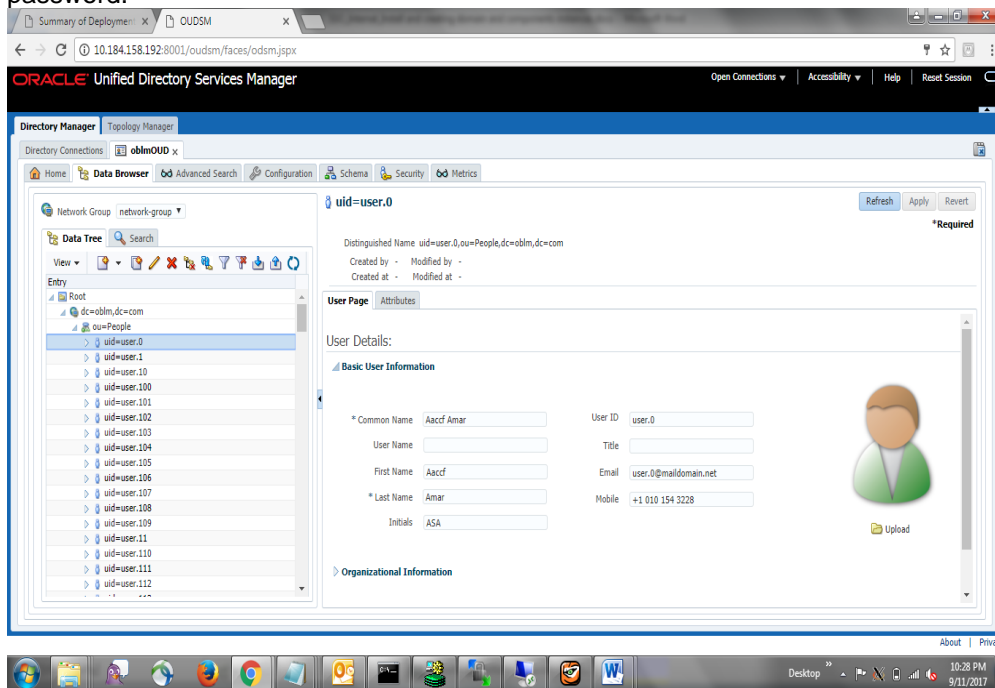 password.
Summary of Deployment × OUDSM ×
10.184.158.192:8001/oudsm/faces/odsm.jspx
ORACLE Unified Directory Services Manager
Open Connections Accessibility Help Reset Session
Directory Manager Topology Manager
Directory Connections oblmOUD ×
Home Data Browser Advanced Search Configuration Schema Security Metrics
Network Group network-group
Data Tree Search
View
Entry
Root
dc=oblm,dc=com
ou=People
uid=user.0
uid=user.1
uid=user.10
uid=user.100
uid=user.101
uid=user.102
uid=user.103
uid=user.104
uid=user.105
uid=user.106
uid=user.107
uid=user.108
uid=user.109
uid=user.11
uid=user.110
uid=user.111
uid=user.112
uid=user.0
Refresh Apply Revert
*Required
Distinguished Name uid=user.0,ou=People,dc=oblm,dc=com
Created by - Modified by -
Created at - Modified at -
User Page Attributes
User Details:
Basic User Information
* Common Name Aaccf Amar User ID user.0
User Name Title
First Name Aaccf Email user.0@maildomain.net
* Last Name Amar Mobile +1 010 154 3228
Initials ASA
Upload
Organizational Information
About | Priva
Desktop »
10:28 PM
9/11/2017